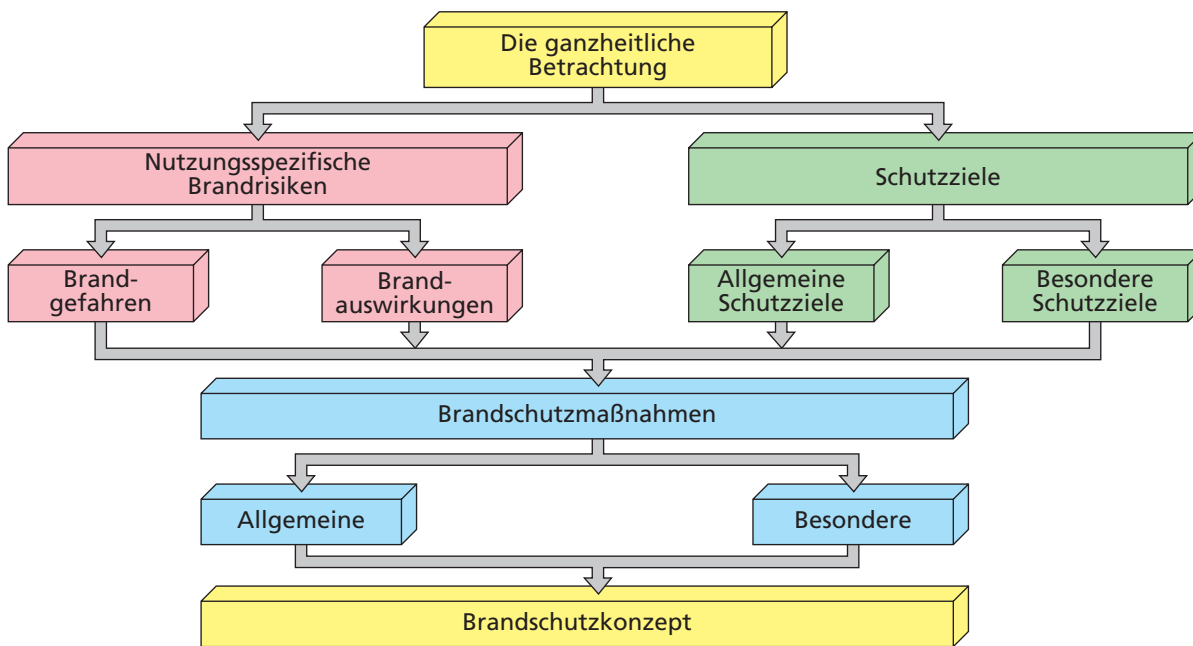 Die ganzheitliche
Betrachtung
Nutzungsspezifische
Brandrisiken
Schutzziele
Brand-
gefahren
Brand-
auswirkungen
Allgemeine
Schutzziele
Besondere
Schutzziele
Brandschutzmaßnahmen
Allgemeine
Besondere
Brandschutzkonzept